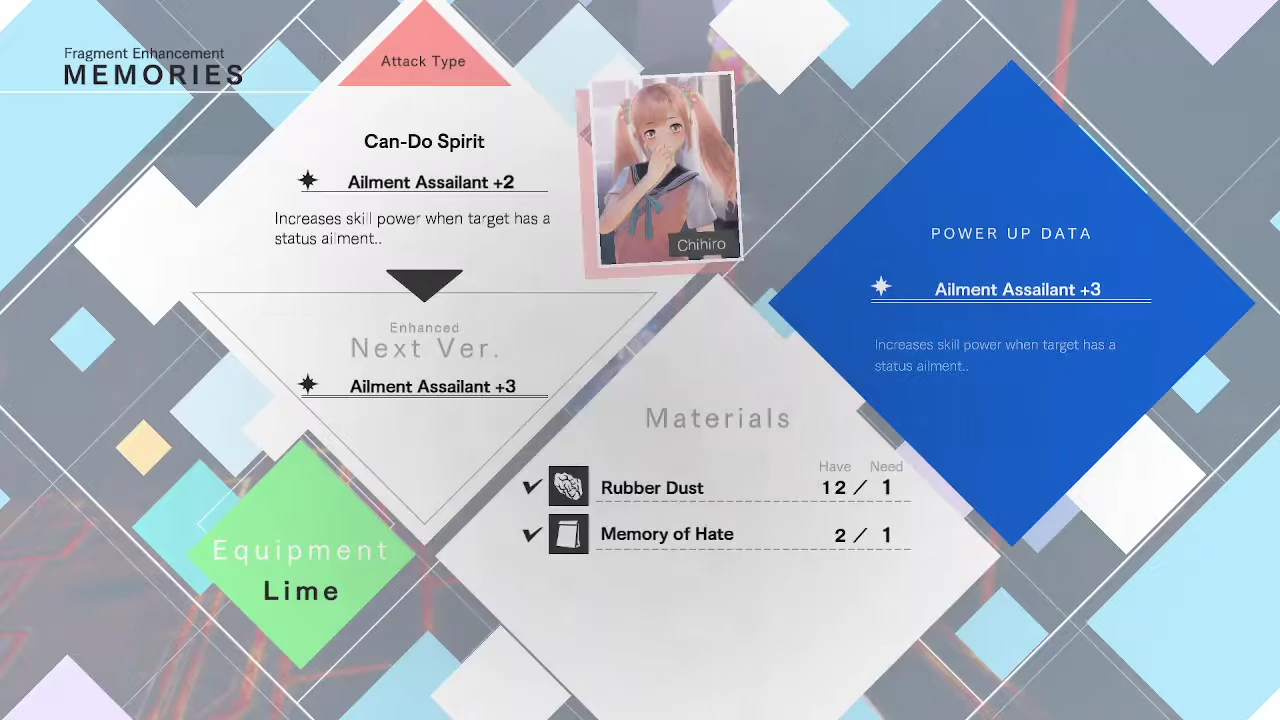 Fragment Enhancement
MEMORIES
Attack Type
Can-Do Spirit
Ailment Assailant +2
Increases skill power when target has a
status ailment..
Chihiro
Enhanced
Next Ver.
Ailment Assailant +3
POWER UP DATA
Ailment Assailant +3
Increases skill power when target has a
status ailment..
Materials
Have Need
Rubber Dust 12 / 1
Memory of Hate 2 / 1
Equipment
Lime